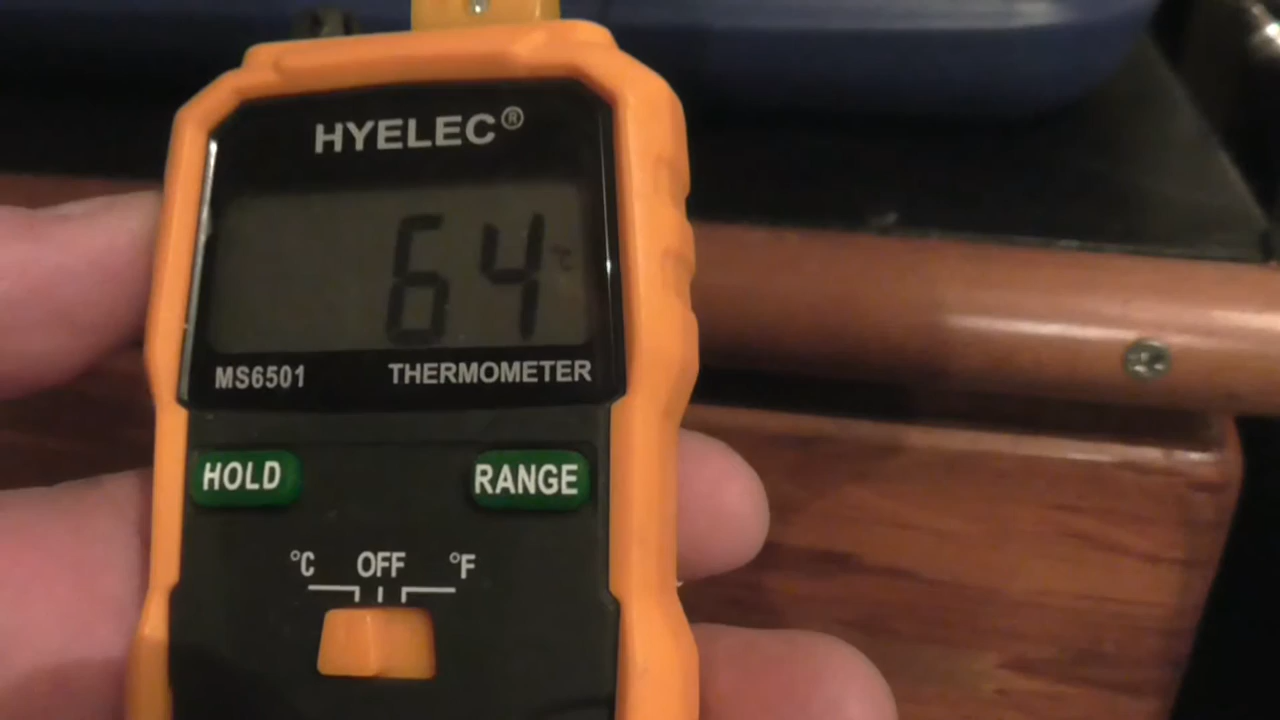 HYELEC®
64
MS6501 THERMOMETER
HOLD RANGE
°C OFF °F